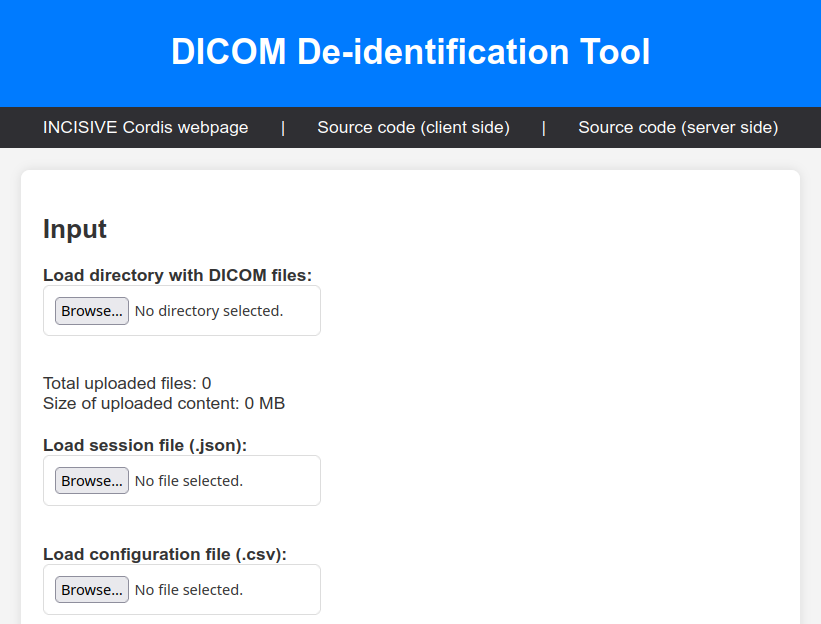 DICOM De-identification Tool
INCISIVE Cordis webpage | Source code (client side) | Source code (server side)
Input
Load directory with DICOM files:
Browse... No directory selected.
Total uploaded files: 0
Size of uploaded content: 0 MB
Load session file (.json):
Browse... No file selected.
Load configuration file (.csv):
Browse... No file selected.